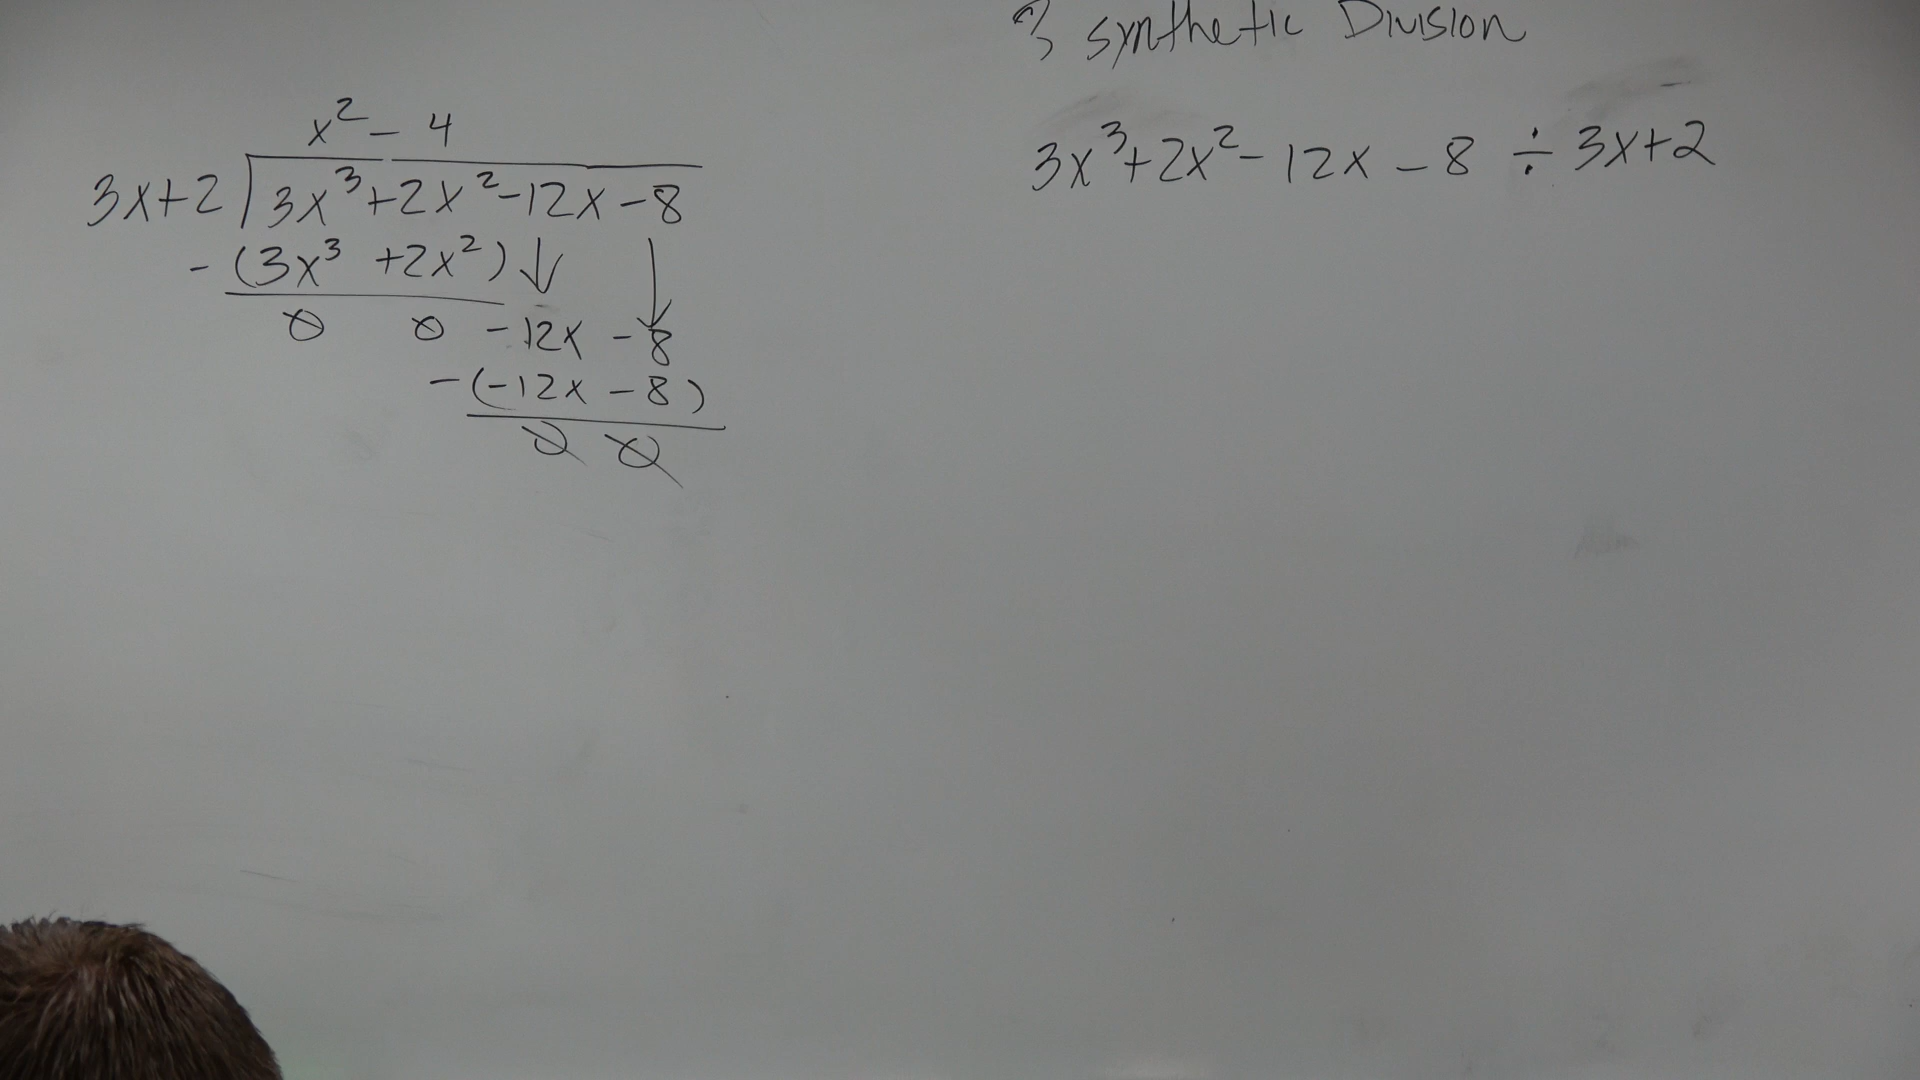 x² - 4
3x+2 3x³+2x²-12x-8
-(3x³ +2x²)
0 0 -12x -8
-(-12x - 8)
0 0
synthetic Division
3x³+2x²-12x-8 ÷ 3x+2